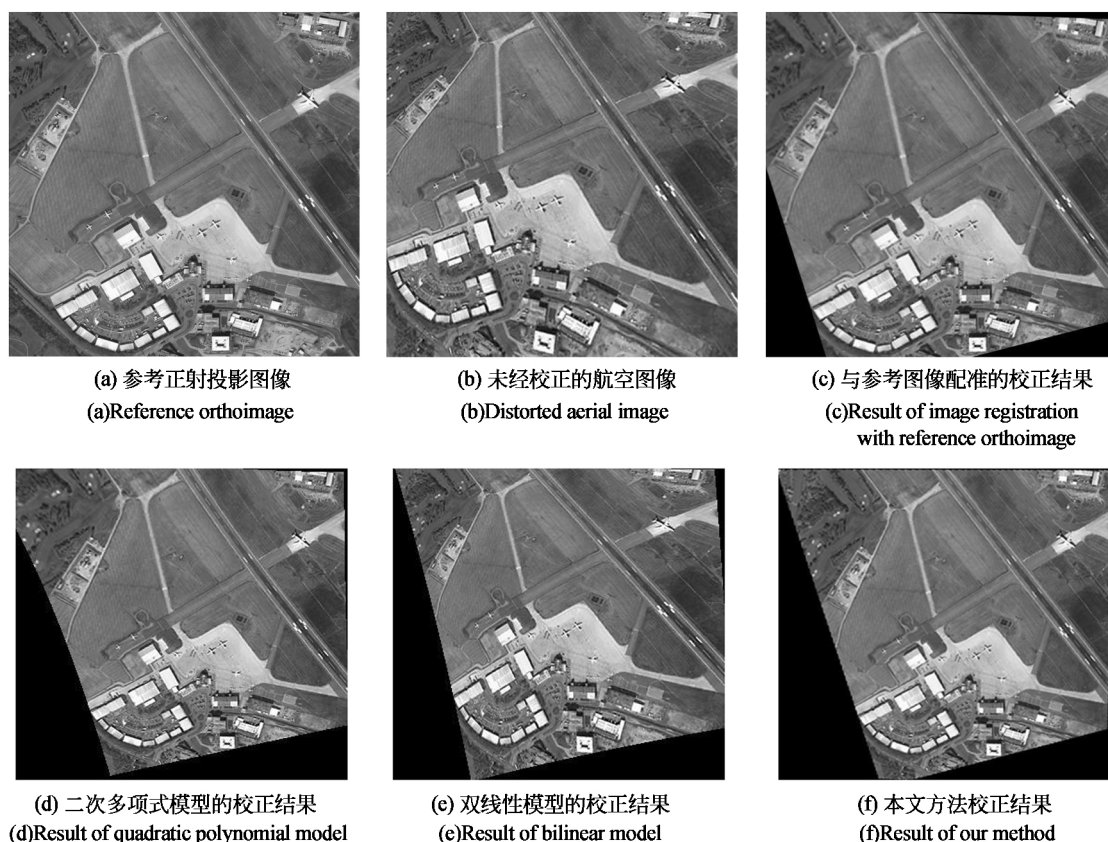 (a) 参考正射投影图像
(a)Reference orthoimage
(b) 未经校正的航空图像
(b)Distorted aerial image
(c) 与参考图像配准的校正结果
(c)Result of image registration
with reference orthoimage
(d) 二次多项式模型的校正结果
(d)Result of quadratic polynomial model
(e) 双线性模型的校正结果
(e)Result of bilinear model
(f) 本文方法校正结果
(f)Result of our method